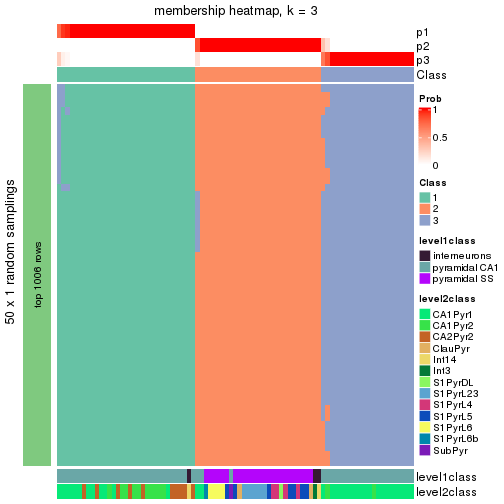 membership heatmap, k = 3
p1
p2
p3
Class
50 x 1 random samplings
top 1006 rows
Prob
1
0.5
0
Class
1
2
3
level1class
interneurons
pyramidal CA1
pyramidal SS
level2class
CA1Pyr1
CA1Pyr2
CA2Pyr2
ClauPyr
Int14
Int3
S1PyrDL
S1PyrL23
S1PyrL4
S1PyrL5
S1PyrL6
S1PyrL6b
SubPyr
level1class
level2class